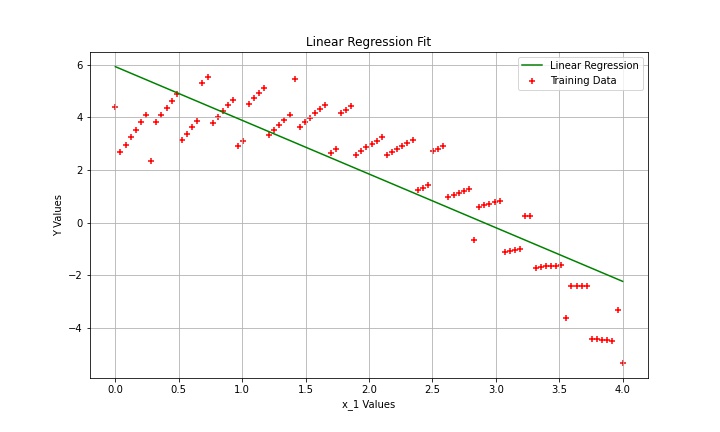 Linear Regression Fit
Linear Regression
Training Data
6
4
2
0
−2
−4
Y Values
0.0 0.5 1.0 1.5 2.0 2.5 3.0 3.5 4.0
x_1 Values